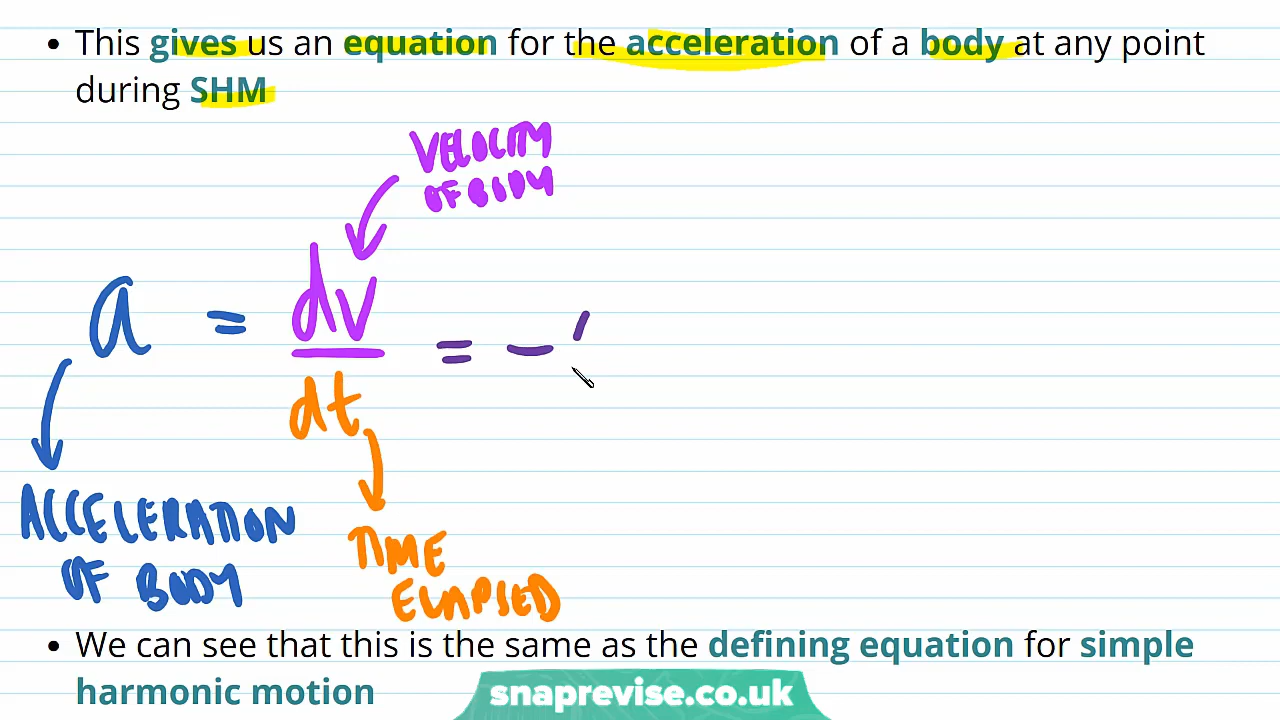 • This gives us an equation for the acceleration of a body at any point
during SHM
VELOCITY
OF BODY
a = dv/dt = −
ACCELERATION
OF BODY
TIME
ELAPSED
• We can see that this is the same as the defining equation for simple
harmonic motion
snaprevise.co.uk